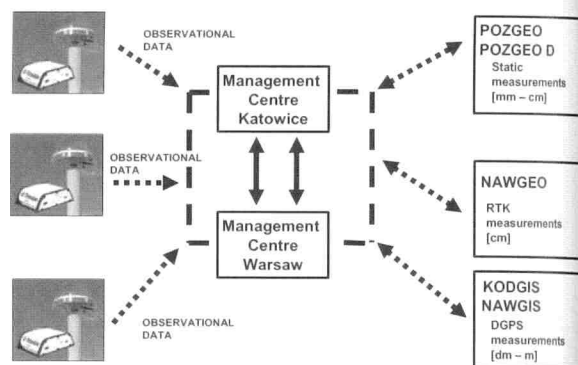 OBSERVATIONAL
DATA
OBSERVATIONAL
DATA
OBSERVATIONAL
DATA
Management
Centre
Katowice
Management
Centre
Warsaw
POZGEO
POZGEO D
Static
measurements
[mm – cm]
NAWGEO
RTK
measurements
[cm]
KODGIS
NAWGIS
DGPS
measurements
[dm – m]